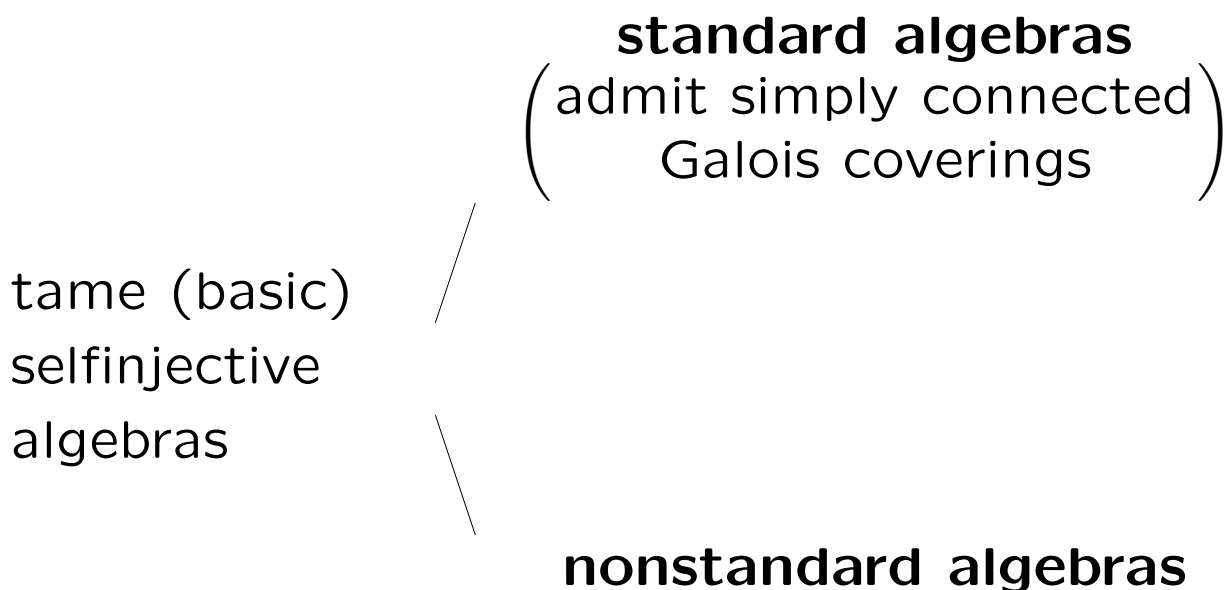 standard algebras
(admit simply connected
Galois coverings)
tame (basic)
selfinjective
algebras
nonstandard algebras